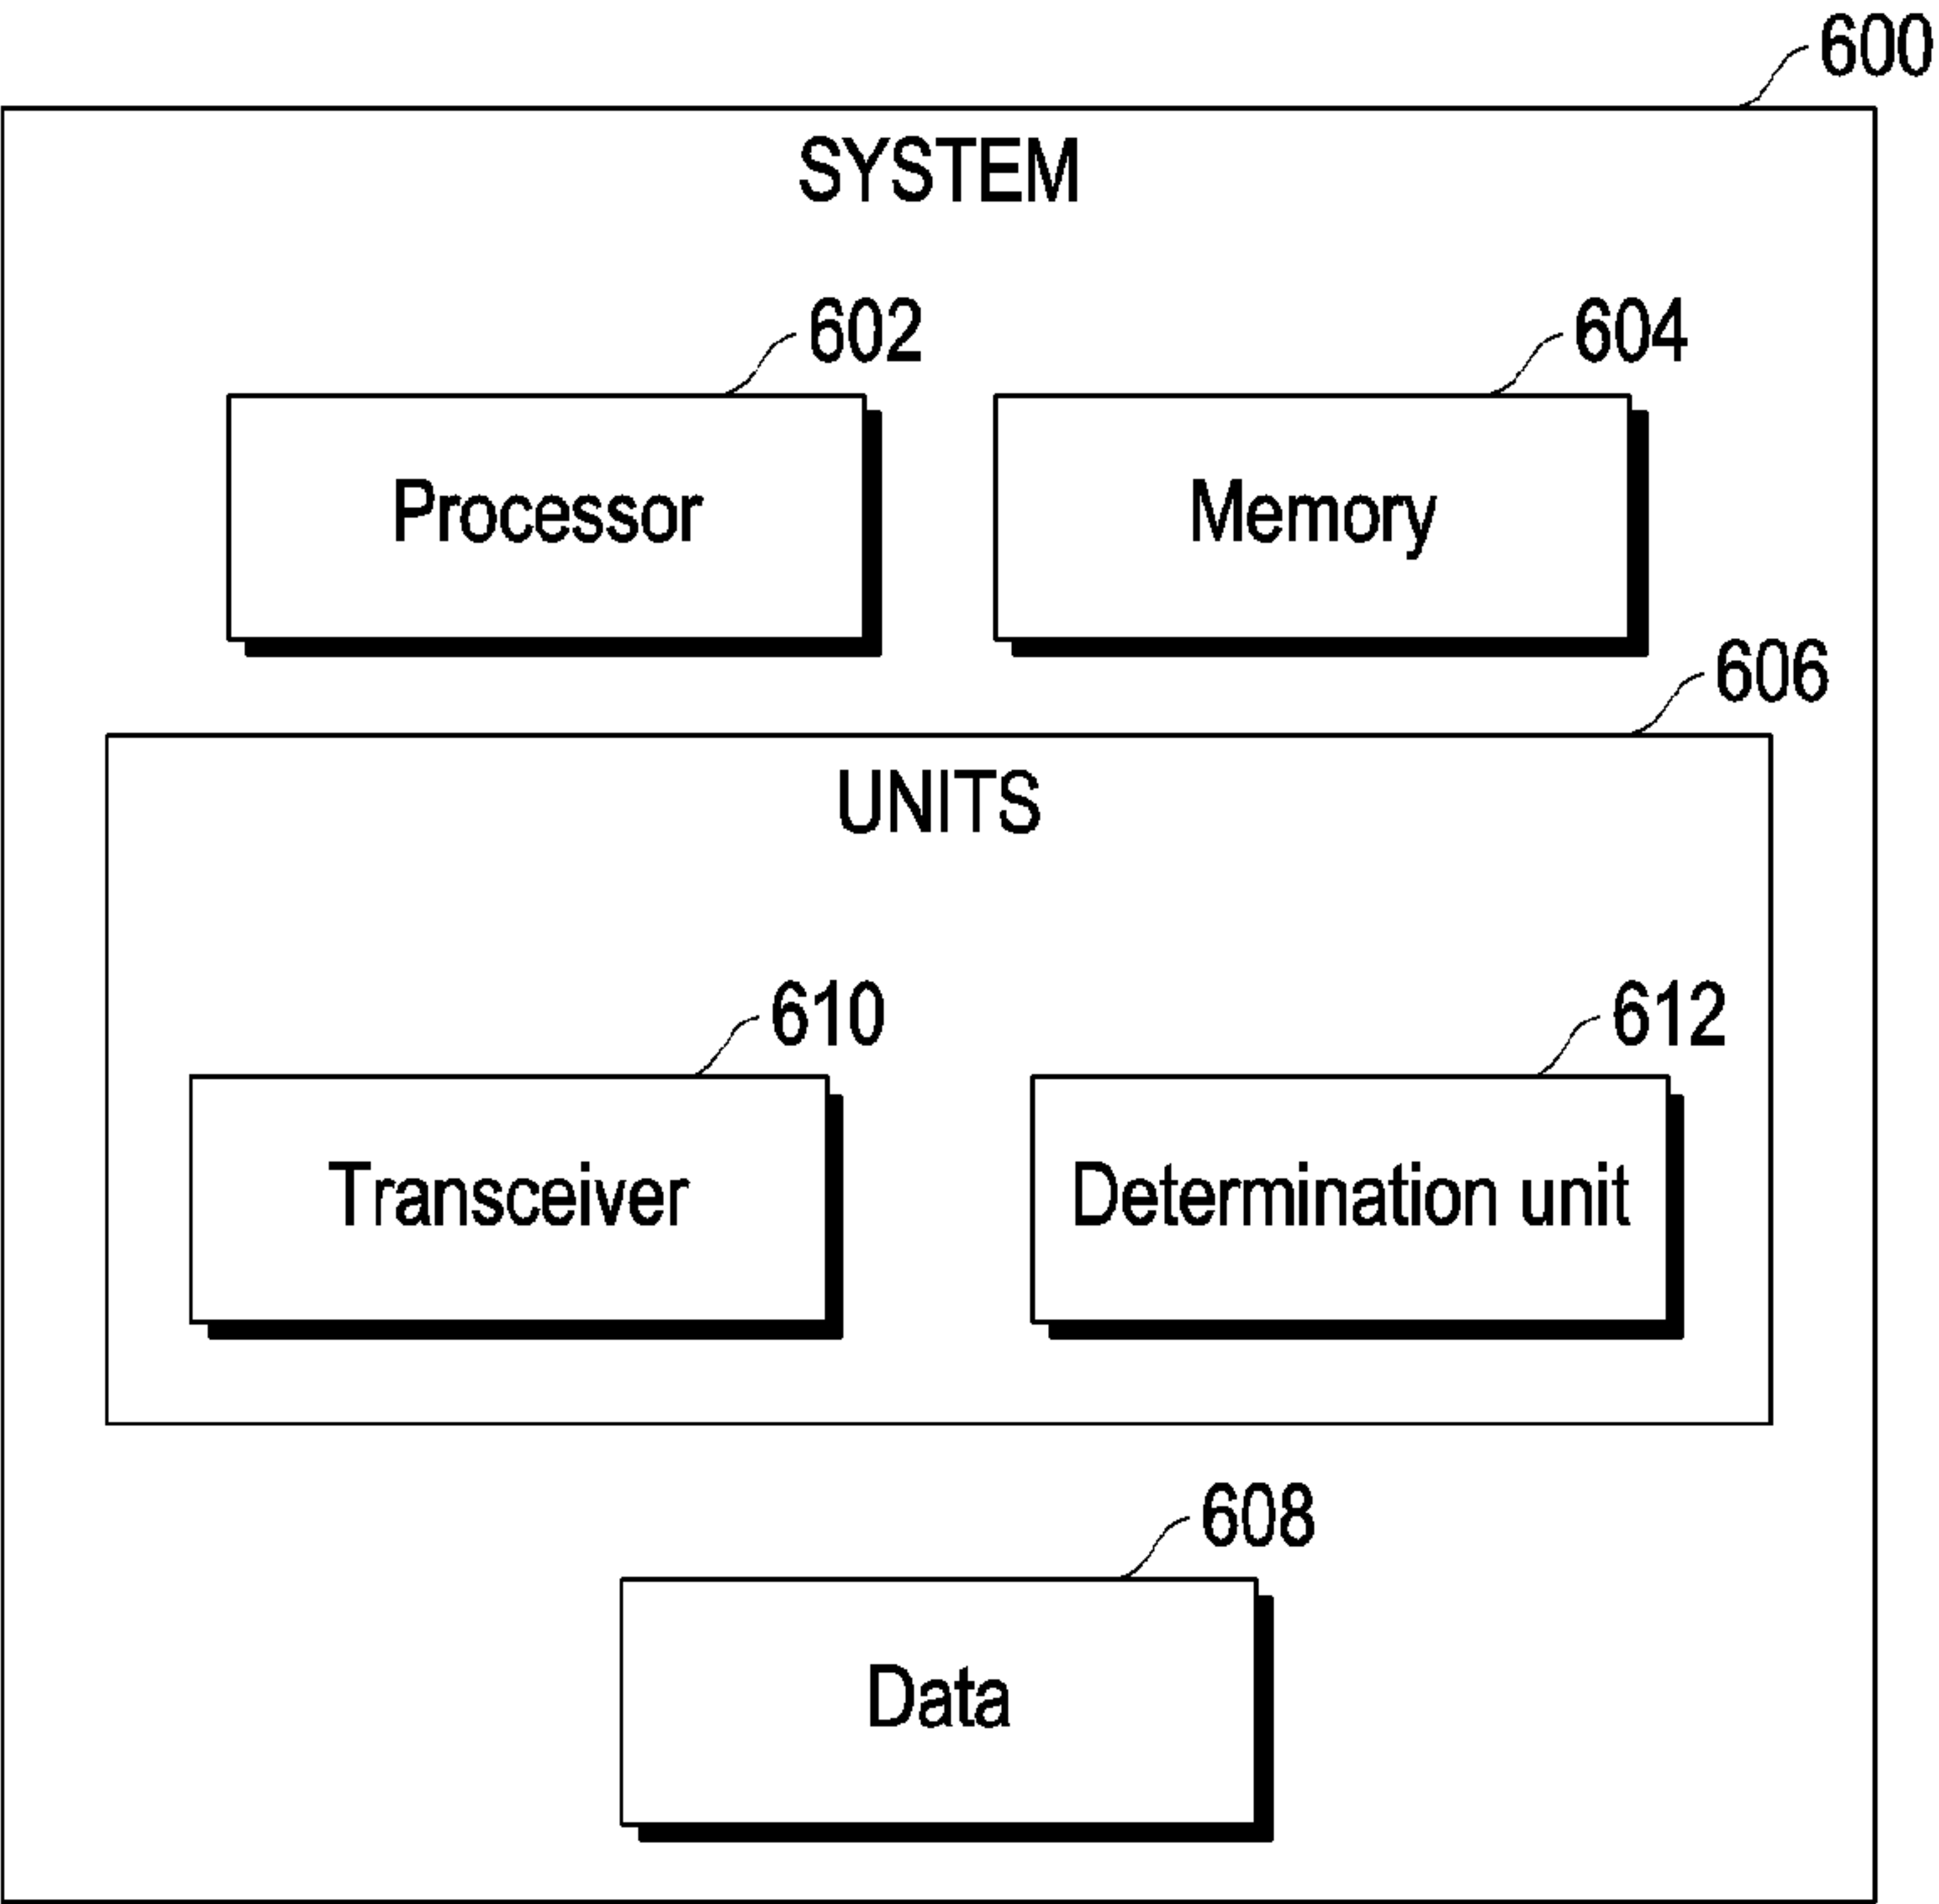 600
SYSTEM
602
604
Processor
Memory
606
UNITS
610
612
Transceiver
Determination unit
608
Data